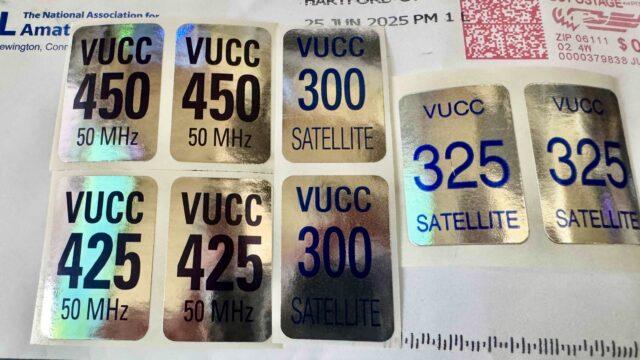 The National Association for
Amat
ewington, Conn
25 JUN 2025 PM 1 L
ZIP 06111
02 4W
0000379838
VUCC
450
50 MHz
VUCC
450
50 MHz
VUCC
300
SATELLITE
VUCC
425
50 MHz
VUCC
425
50 MHz
VUCC
300
SATELLITE
VUCC
325
SATELLITE
VUCC
325
SATELLITE